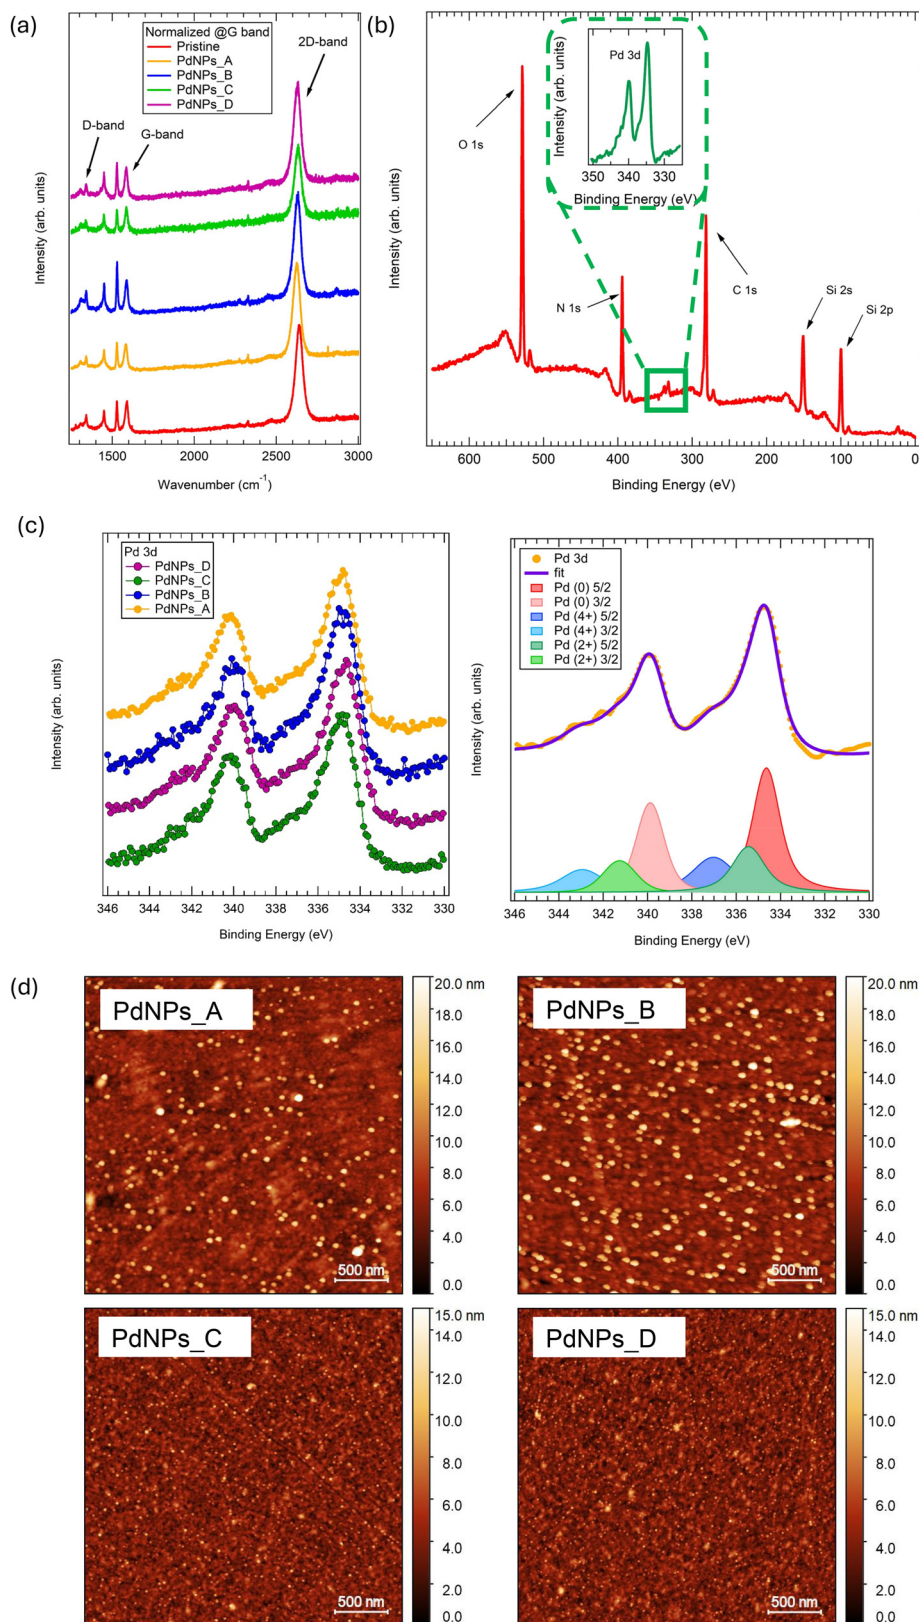 (a)
Normalized @G band
Pristine
PdNPs_A
PdNPs_B
PdNPs_C
PdNPs_D
2D-band
D-band
G-band
Intensity (arb. units)
1500
2000
2500
3000
Wavenumber (cm⁻¹)
(b)
Intensity (arb. units)
Pd 3d
350
340
330
Binding Energy (eV)
O 1s
N 1s
C 1s
Si 2s
Si 2p
Intensity (arb. units)
600
500
400
300
200
100
0
Binding Energy (eV)
(c)
Pd 3d
PdNPs_D
PdNPs_C
PdNPs_B
PdNPs_A
Intensity (arb. units)
346
344
342
340
338
336
334
332
330
Binding Energy (eV)
Pd 3d
fit
Pd (0) 5/2
Pd (0) 3/2
Pd (4+) 5/2
Pd (4+) 3/2
Pd (2+) 5/2
Pd (2+) 3/2
Intensity (arb. units)
346
344
342
340
338
336
334
332
330
Binding Energy (eV)
(d)
PdNPs_A
500 nm
20.0 nm
18.0
16.0
14.0
12.0
10.0
8.0
6.0
4.0
0.0
PdNPs_B
500 nm
20.0 nm
18.0
16.0
14.0
12.0
10.0
8.0
6.0
4.0
0.0
PdNPs_C
500 nm
15.0 nm
12.0
10.0
8.0
6.0
4.0
2.0
0.0
PdNPs_D
500 nm
15.0 nm
12.0
10.0
8.0
6.0
4.0
2.0
0.0